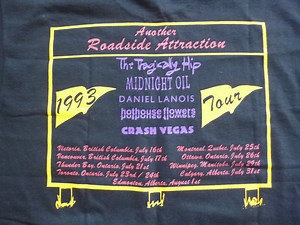 Another
Roadside Attraction
The Tragically Hip
MIDNIGHT OIL
DANIEL LANOIS
hothouse flowers
CRASH VEGAS
1993
Tour
Victoria, British Columbia, July 16th
Vancouver, British Columbia, July 17th
Thunder Bay, Ontario, July 21st
Toronto, Ontario, July 23rd / 24th
Montreal, Quebec, July 25th
Ottawa, Ontario, July 26th
Winnipeg, Manitoba, July 29th
Calgary, Alberta, July 31st
Edmonton, Alberta, August 1st